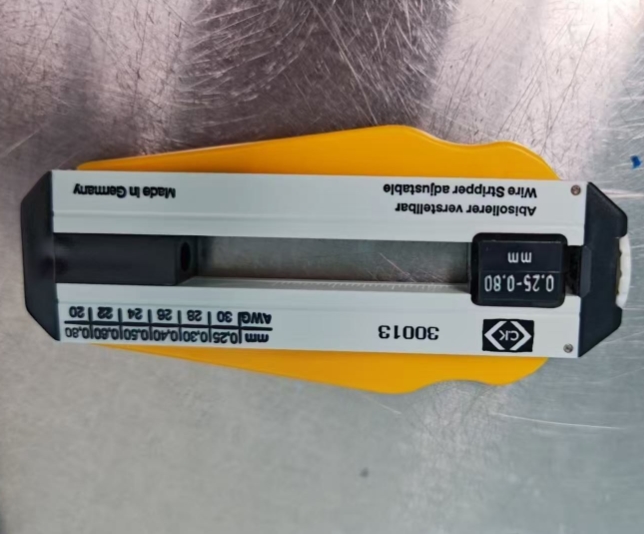 CK
30013
mm |0,25|0,30|0,40|0,50|0,60|0,80
AWG 30 | 28 | 26 | 24 | 22 | 20
0.25-0.80
mm
Abisolierer verstellbar
Wire Stripper adjustable
Made in Germany